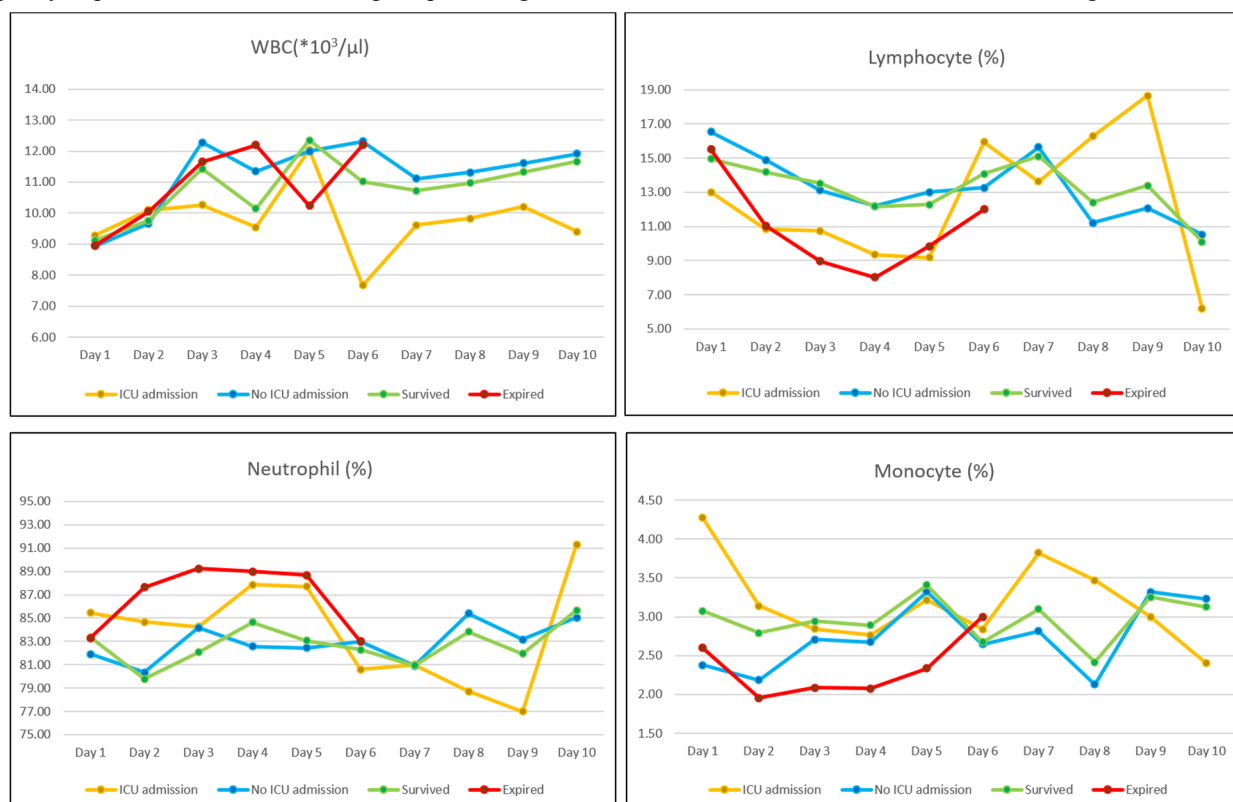 WBC(*10³/µl)
14.00
13.00
12.00
11.00
10.00
9.00
8.00
7.00
6.00
Day 1 Day 2 Day 3 Day 4 Day 5 Day 6 Day 7 Day 8 Day 9 Day 10
ICU admission No ICU admission Survived Expired
Lymphocyte (%)
19.00
17.00
15.00
13.00
11.00
9.00
7.00
5.00
Day 1 Day 2 Day 3 Day 4 Day 5 Day 6 Day 7 Day 8 Day 9 Day 10
ICU admission No ICU admission Survived Expired
Neutrophil (%)
95.00
93.00
91.00
89.00
87.00
85.00
83.00
81.00
79.00
77.00
75.00
Day 1 Day 2 Day 3 Day 4 Day 5 Day 6 Day 7 Day 8 Day 9 Day 10
ICU admission No ICU admission Survived Expired
Monocyte (%)
4.50
4.00
3.50
3.00
2.50
2.00
1.50
Day 1 Day 2 Day 3 Day 4 Day 5 Day 6 Day 7 Day 8 Day 9 Day 10
ICU admission No ICU admission Survived Expired